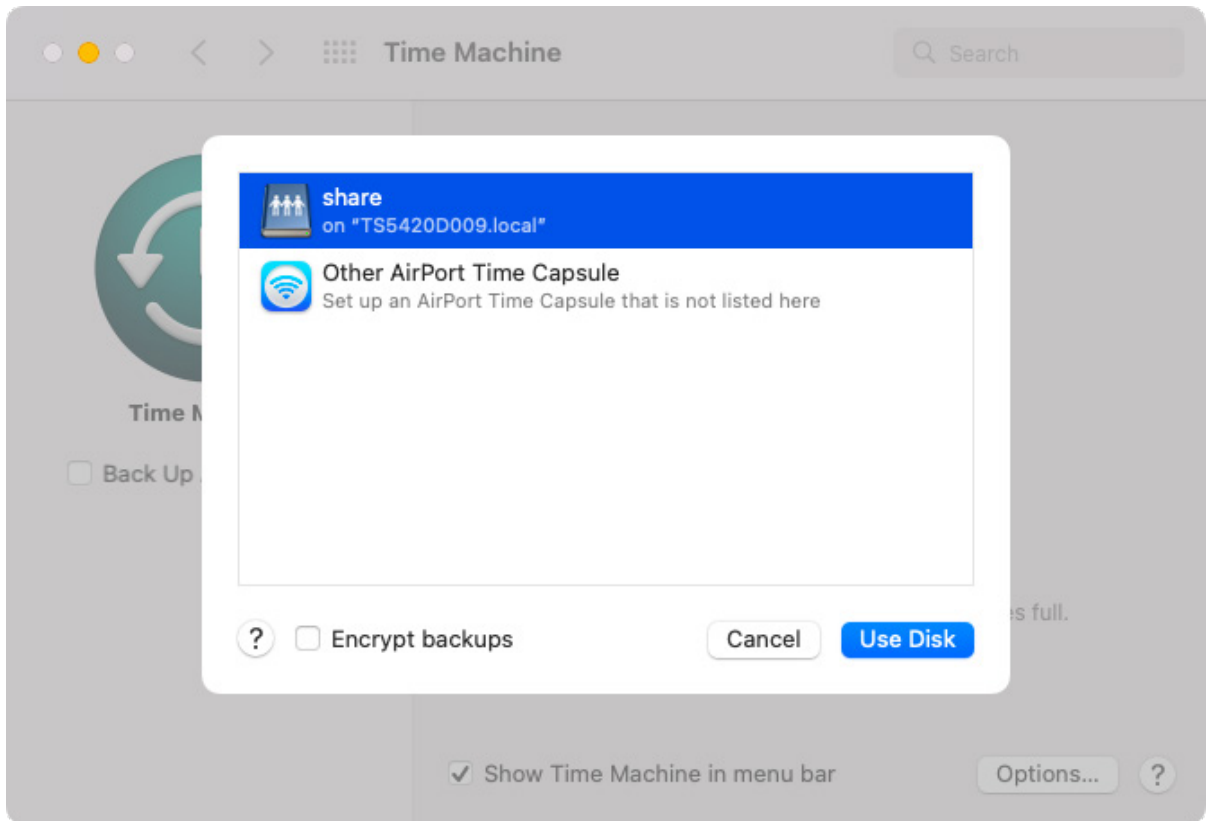 Time Machine
Search
share
on "TS5420D009.local"
Other AirPort Time Capsule
Set up an AirPort Time Capsule that is not listed here
Time
Back Up
full.
? Encrypt backups Cancel Use Disk
Show Time Machine in menu bar Options... ?